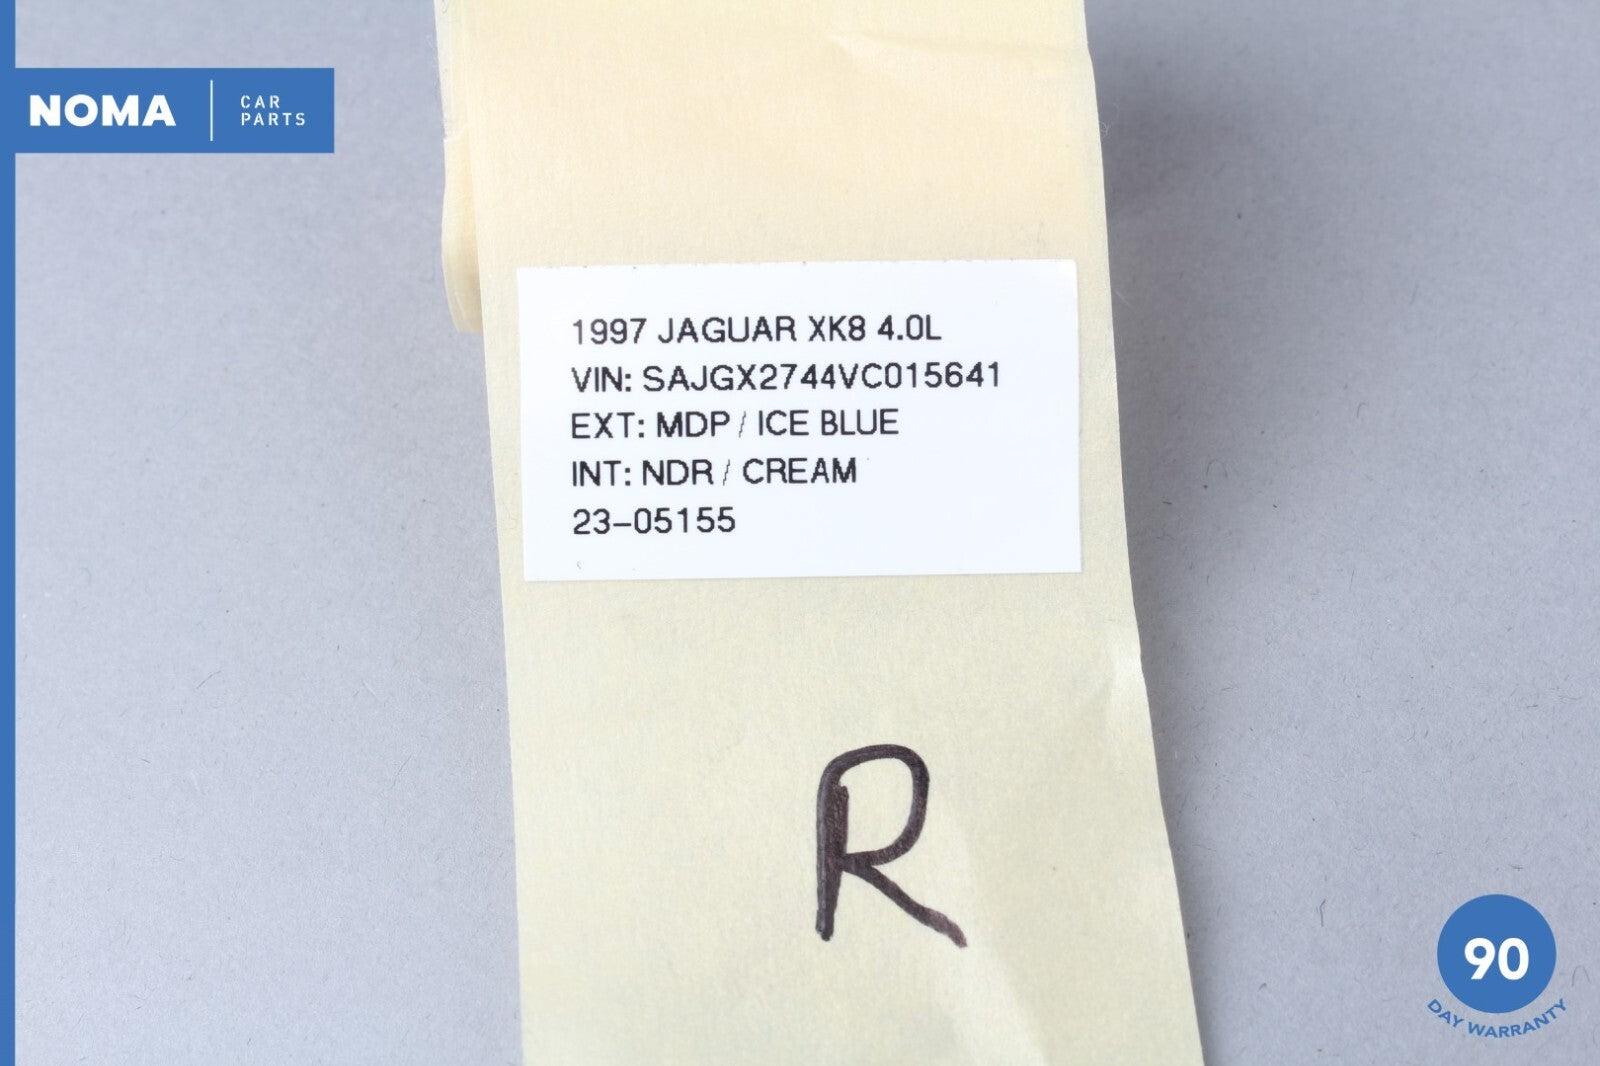 NOMA
CAR
PARTS
1997 JAGUAR XK8 4.0L
VIN: SAJGX2744VC015641
EXT: MDP / ICE BLUE
INT: NDR / CREAM
23-05155
R
90
DAY WARRANTY